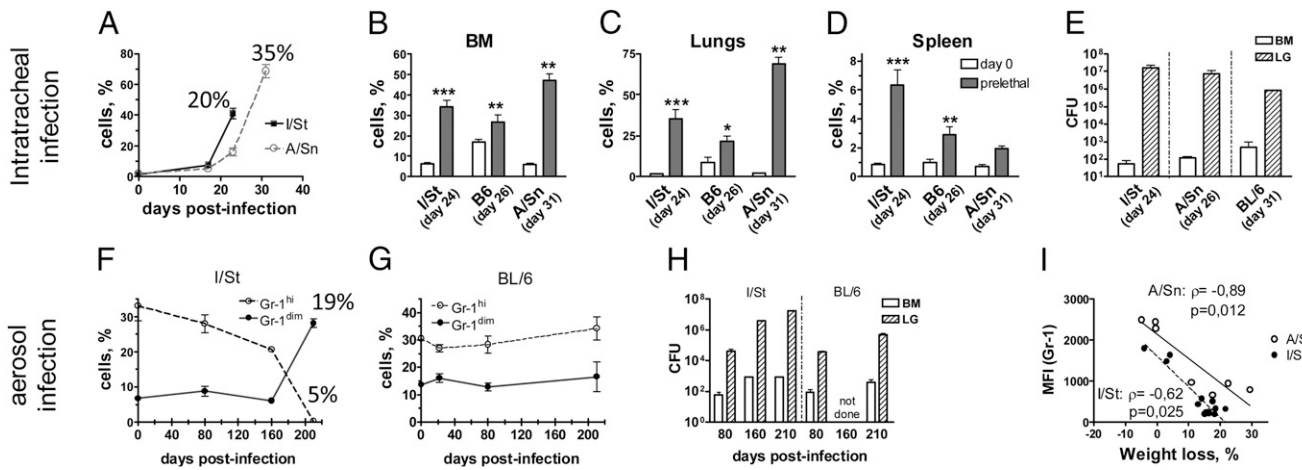 Intratracheal
infection
A
35%
20%
80
60
40
20
0
cells, %
I/St
A/Sn
0 10 20 30 40
days post-infection
B
BM
60
50
40
30
20
10
0
cells, %
***
**
**
I/St
(day 24)
B6
(day 26)
A/Sn
(day 31)
C
Lungs
75
50
25
0
cells, %
***
*
**
I/St
(day 24)
B6
(day 26)
A/Sn
(day 31)
D
Spleen
8
6
4
2
0
cells, %
***
**
day 0
prelethal
I/St
(day 24)
B6
(day 26)
A/Sn
(day 31)
E
BM
LG
10⁸
10⁷
10⁶
10⁵
10⁴
10³
10²
10¹
CFU
I/St
(day 24)
A/Sn
(day 26)
BL/6
(day 31)
aerosol
infection
F
I/St
Gr-1hi
Gr-1dim
19%
5%
30
20
10
0
cells, %
0 40 80 120 160 200
days post-infection
G
BL/6
Gr-1hi
Gr-1dim
50
40
30
20
10
0
cells, %
0 40 80 120 160 200
days post-infection
H
I/St BL/6
BM
LG
10⁸
10⁶
10⁴
10²
10⁰
CFU
not
done
80 160 210 80 160 210
days post-infection
I
A/Sn: ρ= -0,89
p=0,012
I/St: ρ= -0,62
p=0,025
A/S
I/S
3000
2000
1000
0
MFI (Gr-1)
-20 -10 0 10 20 30
Weight loss, %